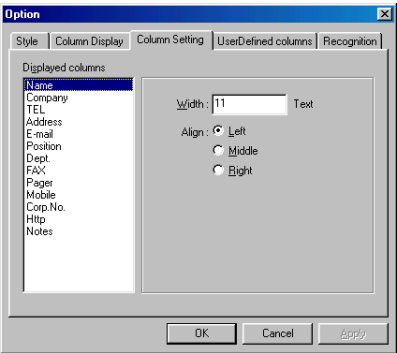 Option
Style Column Display Column Setting UserDefined columns Recognition
Displayed columns
Name
Company
TEL
Address
E-mail
Position
Dept.
FAX
Pager
Mobile
Corp.No.
Http
Notes
Width : 11 Text
Align : Left
Middle
Right
OK Cancel Apply